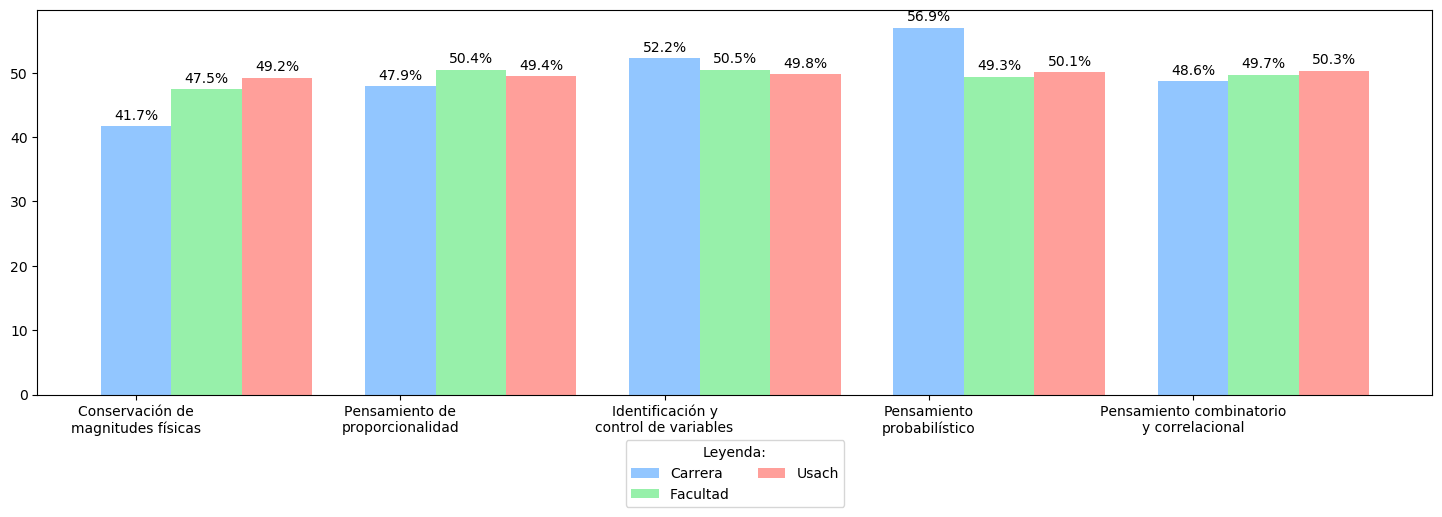 56.9%
52.2%
50.4%
50.5%
50.1%
50.3%
49.2%
49.4%
49.8%
49.3%
49.7%
47.5%
47.9%
48.6%
41.7%
50
40
30
20
10
0
Conservación de
magnitudes físicas
Pensamiento de
proporcionalidad
Identificación y
control de variables
Pensamiento
probabilístico
Pensamiento combinatorio
y correlacional
Leyenda:
Carrera
Facultad
Usach